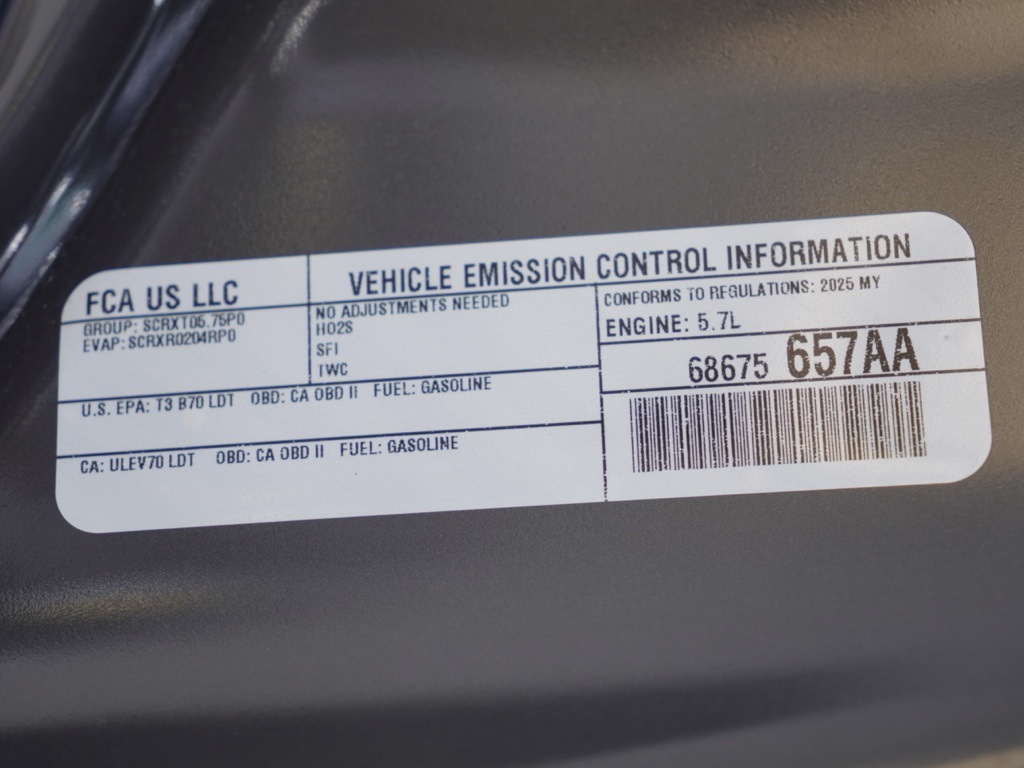 FCA US LLC
GROUP: SCRXT05.75P0
EVAP: SCRXR0204RP0
VEHICLE EMISSION CONTROL INFORMATION
NO ADJUSTMENTS NEEDED
HO2S
SFI
TWC
CONFORMS TO REGULATIONS: 2025 MY
ENGINE: 5.7L
68675 657AA
U.S. EPA: T3 B70 LDT OBD: CA OBD II FUEL: GASOLINE
CA: ULEV70 LDT OBD: CA OBD II FUEL: GASOLINE